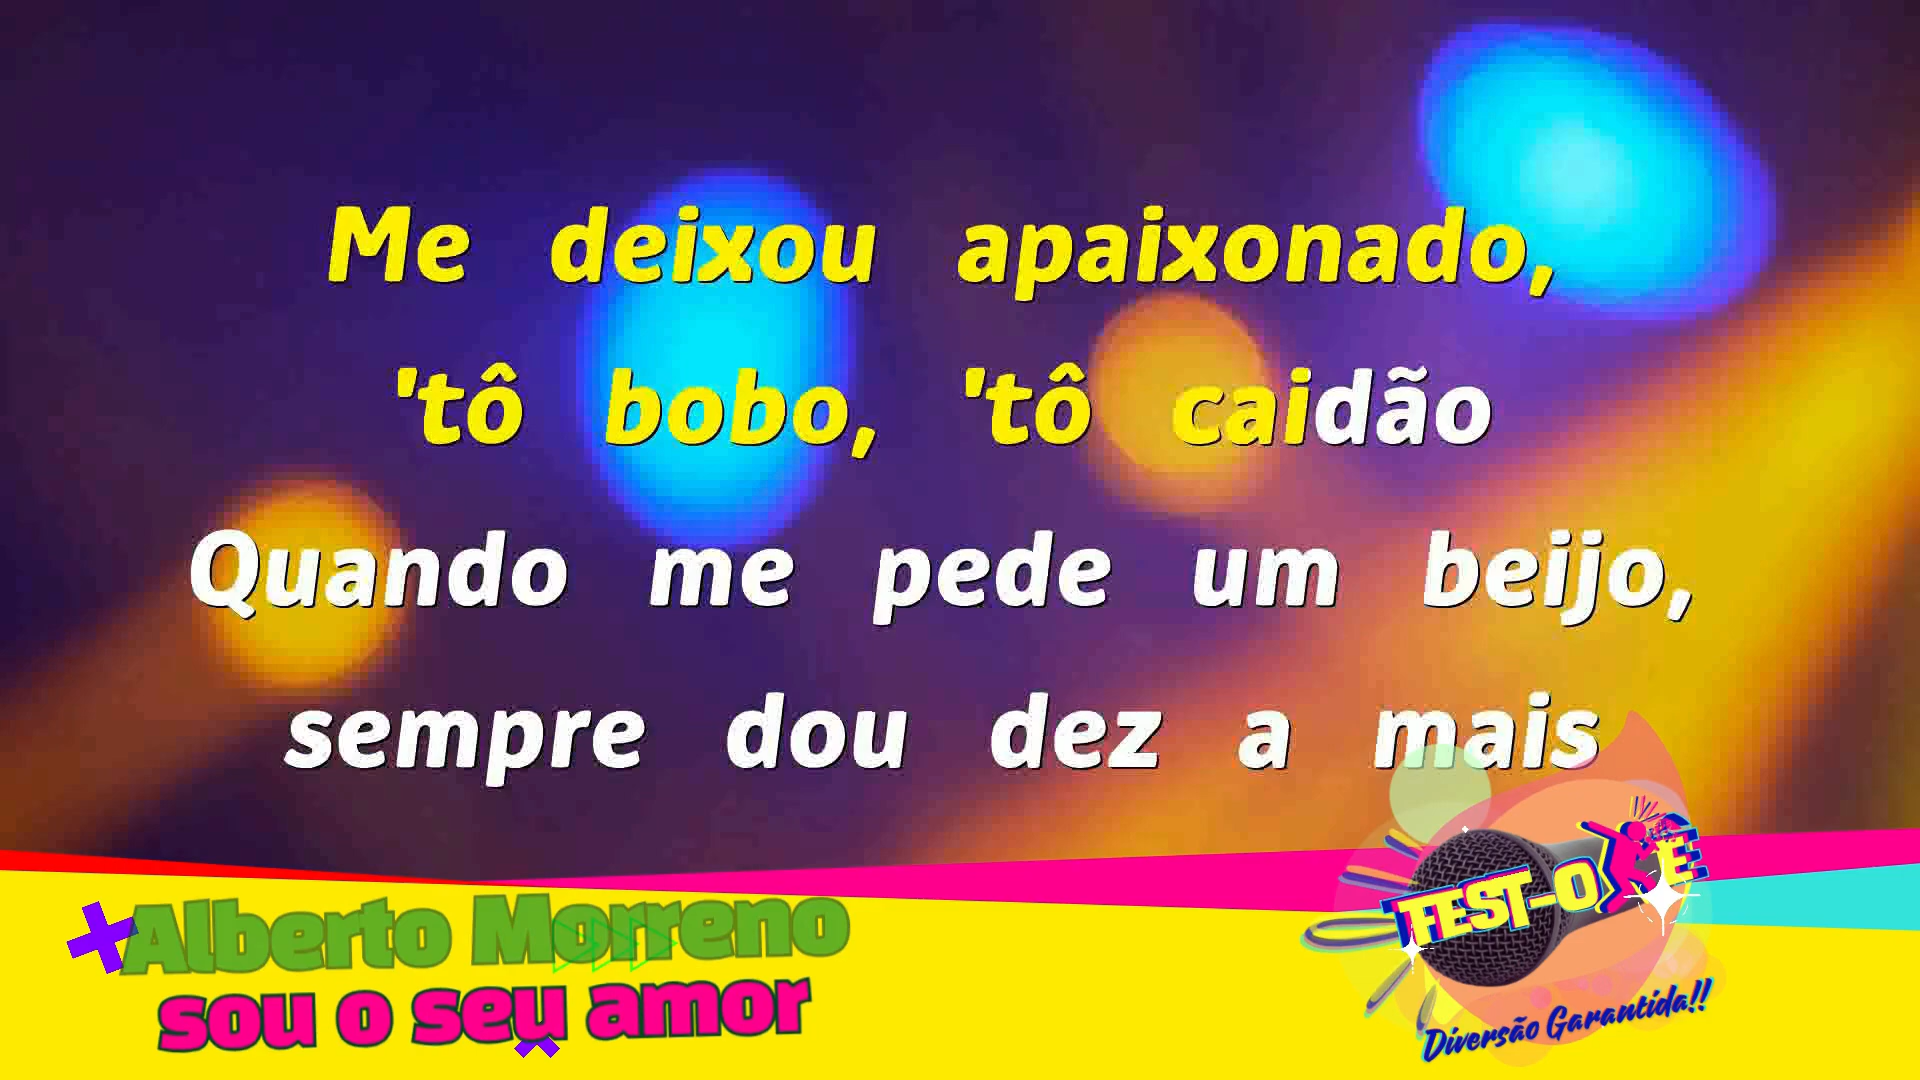 Me deixou apaixonado,
'tô bobo, 'tô caidão
Quando me pede um beijo,
sempre dou dez a mais
Alberto Morreno
sou o seu amor
FEST-OKÊ
Diversão Garantida!!